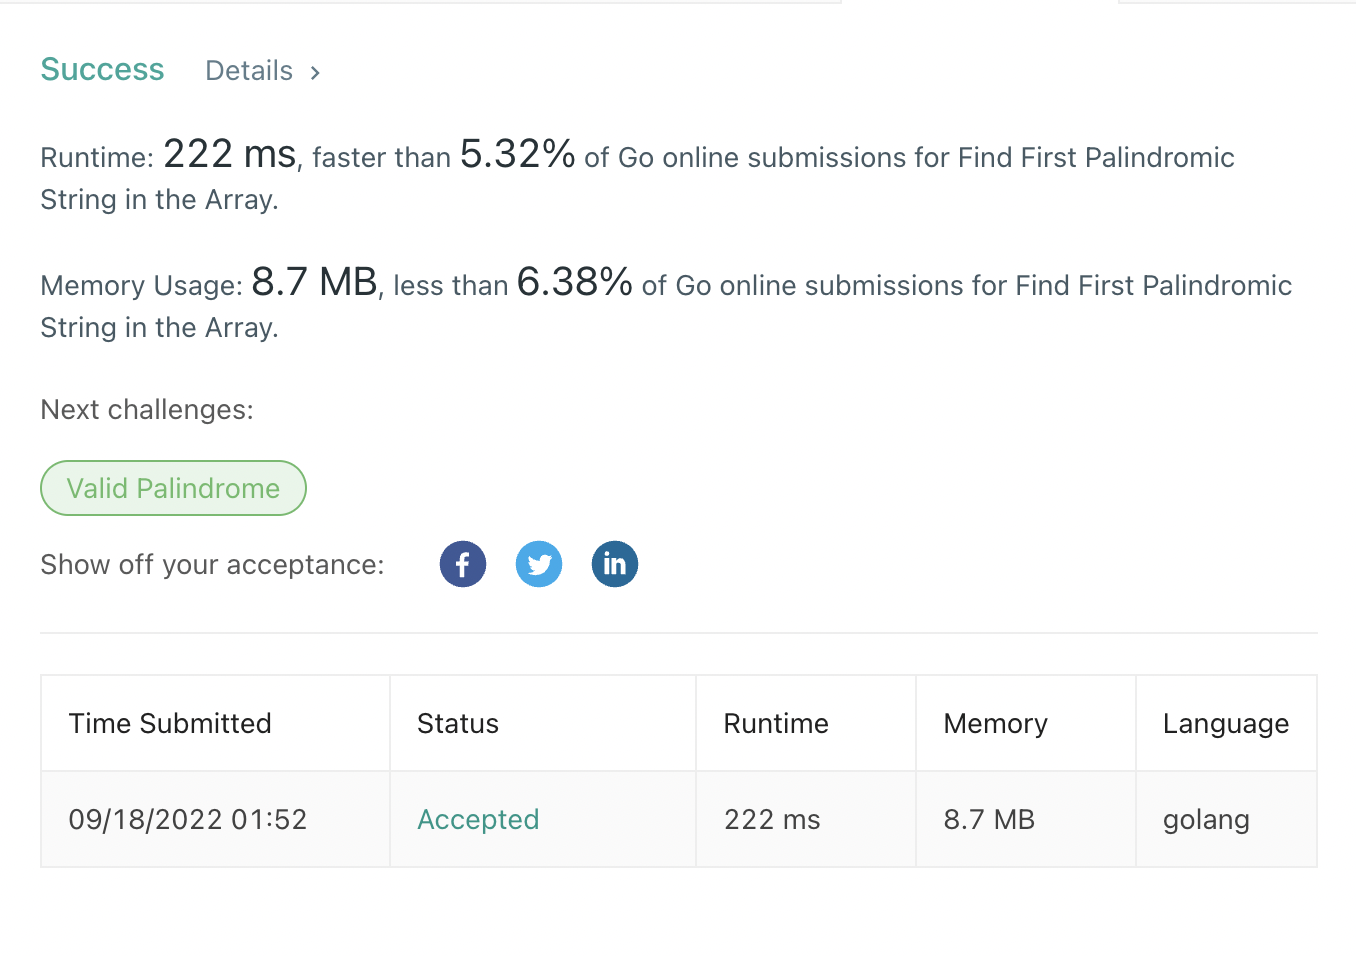 Success Details
Runtime: 222 ms, faster than 5.32% of Go online submissions for Find First Palindromic
String in the Array.
Memory Usage: 8.7 MB, less than 6.38% of Go online submissions for Find First Palindromic
String in the Array.
Next challenges:
Valid Palindrome
Show off your acceptance: f in
Time Submitted Status Runtime Memory Language
09/18/2022 01:52 Accepted 222 ms 8.7 MB golang